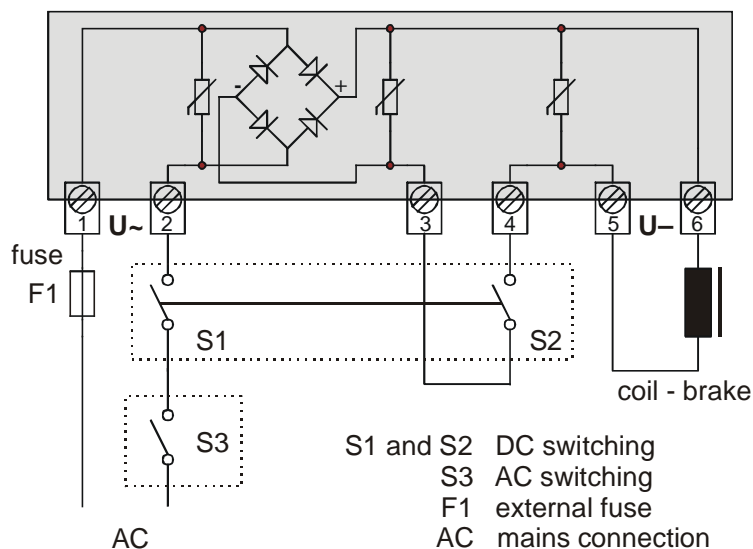 - +
1 U~ 2 3 4 5 U– 6
fuse
F1
S1 S2
coil - brake
S3
S1 and S2 DC switching
S3 AC switching
F1 external fuse
AC AC mains connection